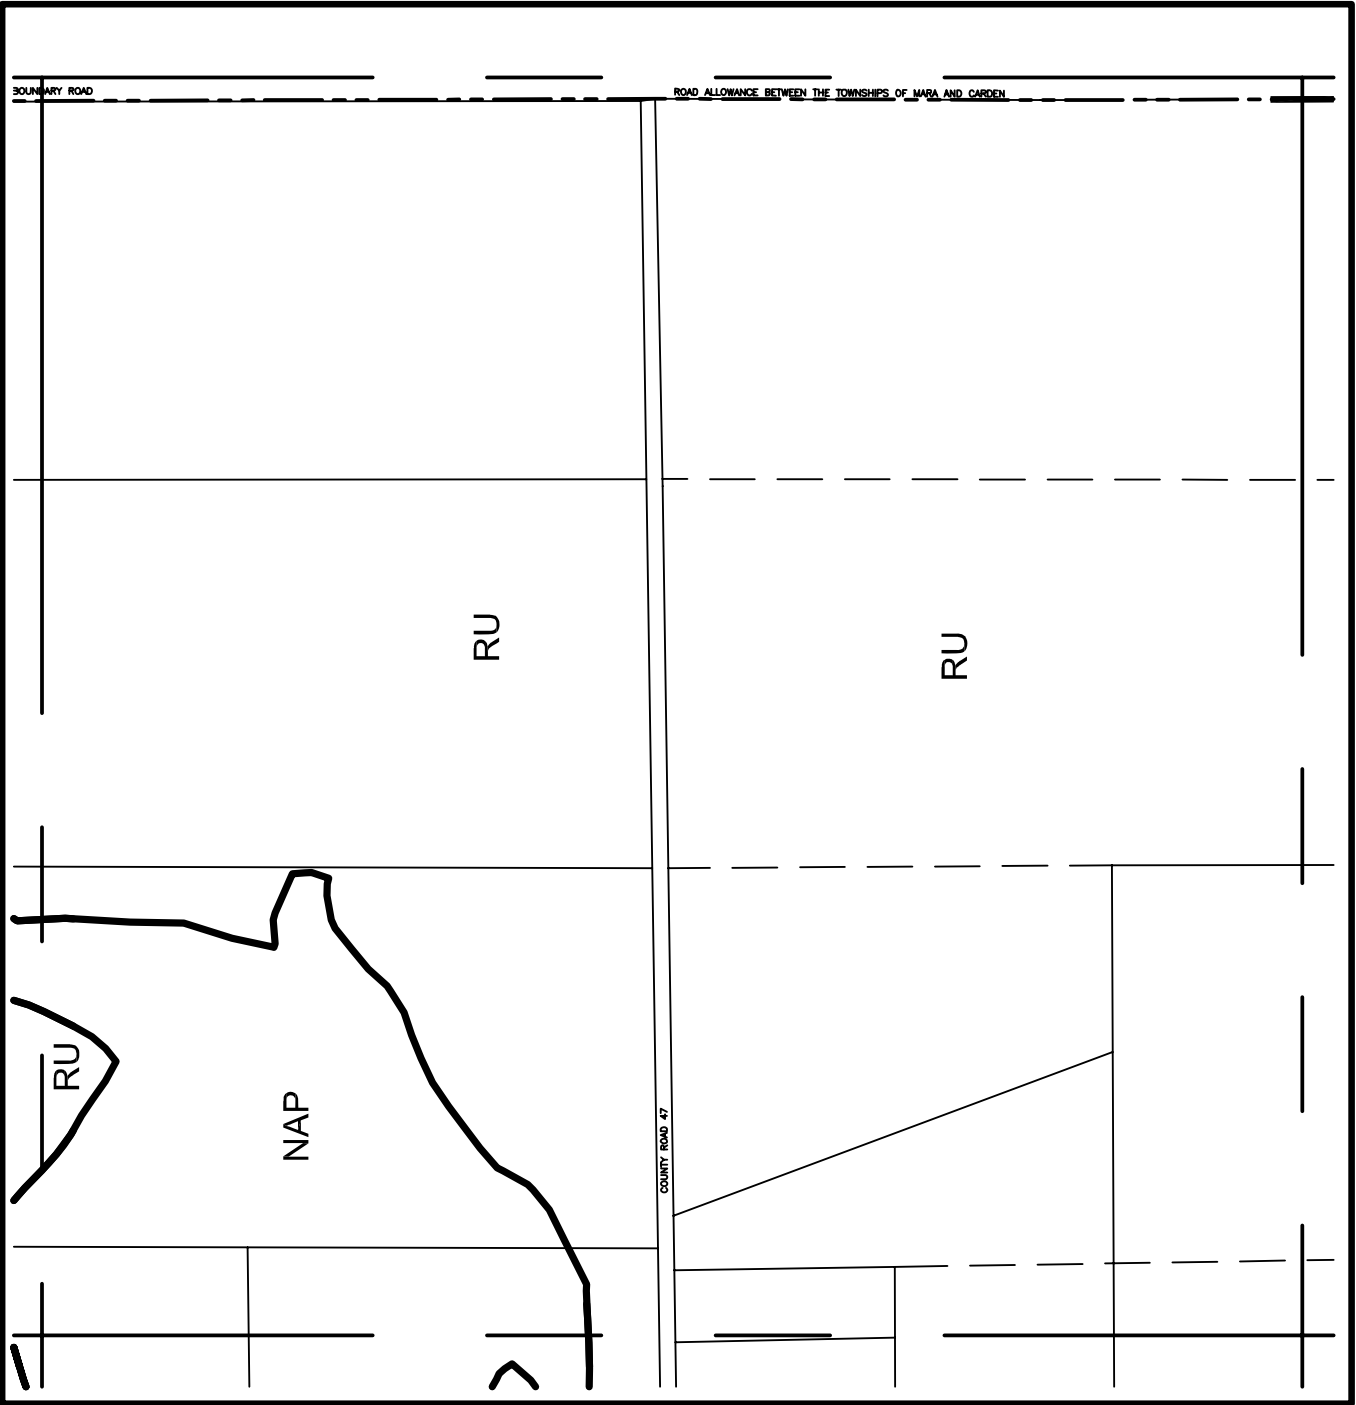 BOUNDARY ROAD
ROAD ALLOWANCE BETWEEN THE TOWNSHIPS OF MARA AND CARDEN
RU
RU
RU
NAP
COUNTY ROAD 47